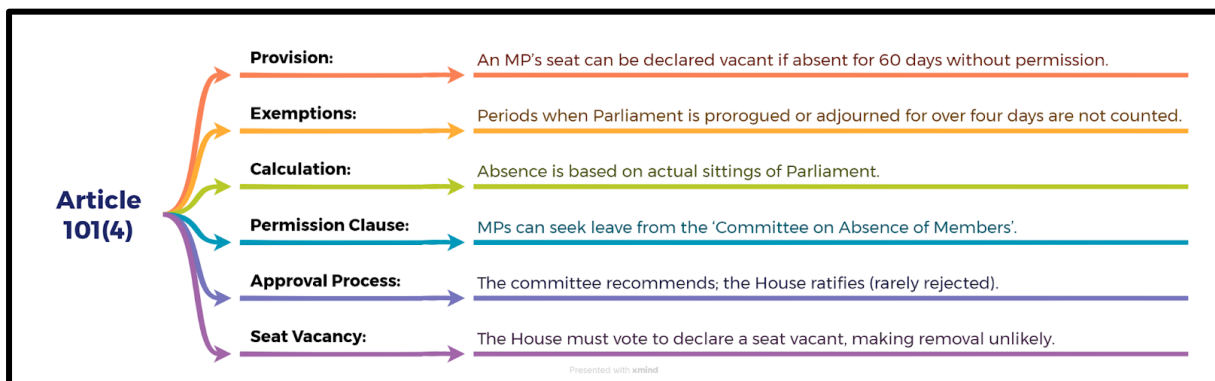 Article
101(4)
Provision:
An MP’s seat can be declared vacant if absent for 60 days without permission.
Exemptions:
Periods when Parliament is prorogued or adjourned for over four days are not counted.
Calculation:
Absence is based on actual sittings of Parliament.
Permission Clause:
MPs can seek leave from the ‘Committee on Absence of Members’.
Approval Process:
The committee recommends; the House ratifies (rarely rejected).
Seat Vacancy:
The House must vote to declare a seat vacant, making removal unlikely.
Presented with xmind